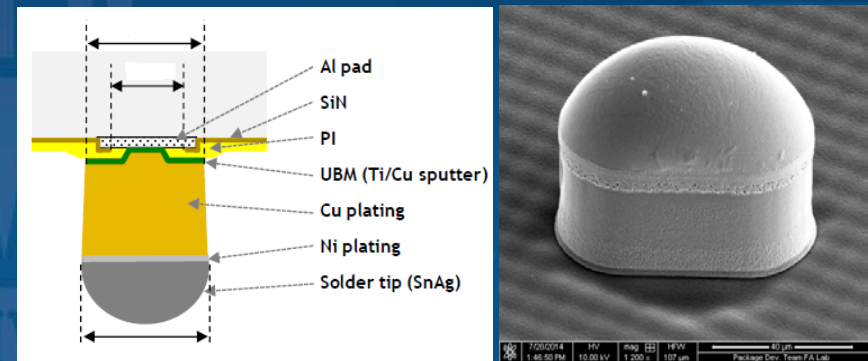 Al pad
SiN
PI
UBM (Ti/Cu sputter)
Cu plating
Ni plating
Solder tip (SnAg)
7/28/2014 HV mag HFW 40 µm
1:46:50 PM 10.00 kV 1 200 x 107 µm Package Dev. Team FA Lab